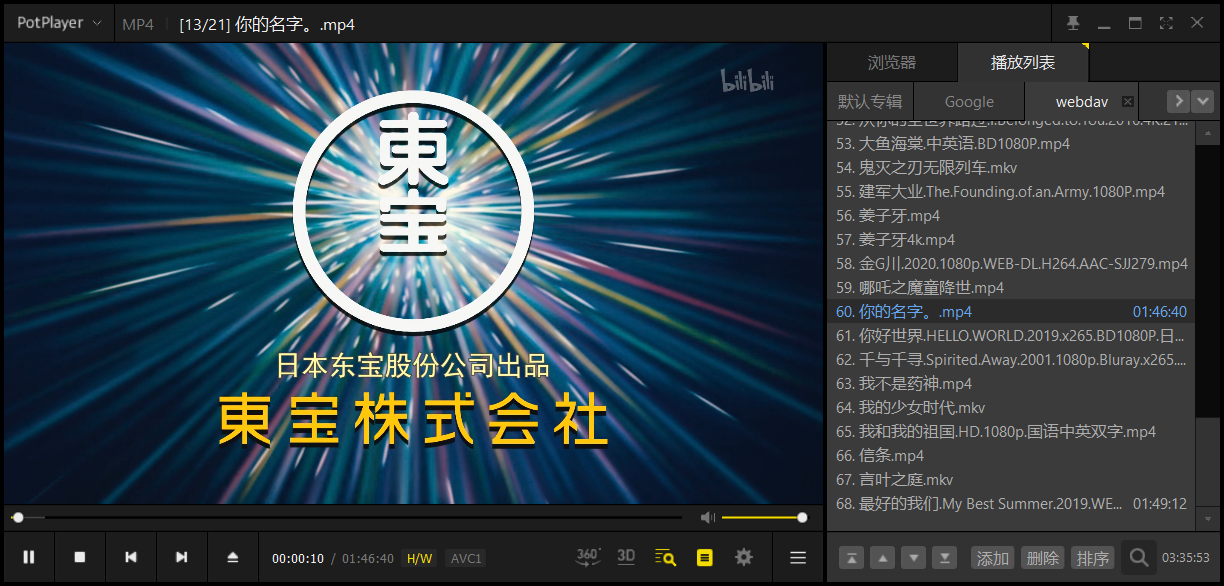 PotPlayer
MP4
[13/21] 你的名字。.mp4
bilibili
東
宝
日本东宝股份公司出品
東宝株式会社
00:00:10 / 01:46:40 H/W AVC1
360°
3D
浏览器
播放列表
默认专辑
Google
webdav
53. 大鱼海棠.中英语.BD1080P.mp4
54. 鬼灭之刃无限列车.mkv
55. 建军大业.The.Founding.of.an.Army.1080P.mp4
56. 姜子牙.mp4
57. 姜子牙4k.mp4
58. 金G川.2020.1080p.WEB-DL.H264.AAC-SJJ279.mp4
59. 哪吒之魔童降世.mp4
60. 你的名字。.mp4 01:46:40
61. 你好世界.HELLO.WORLD.2019.x265.BD1080P.日...
62. 千与千寻.Spirited.Away.2001.1080p.Bluray.x265....
63. 我不是药神.mp4
64. 我的少女时代.mkv
65. 我和我的祖国.HD.1080p.国语中英双字.mp4
66. 信条.mp4
67. 言叶之庭.mkv
68. 最好的我们.My Best Summer.2019.WE... 01:49:12
添加
删除
排序
03:35:53